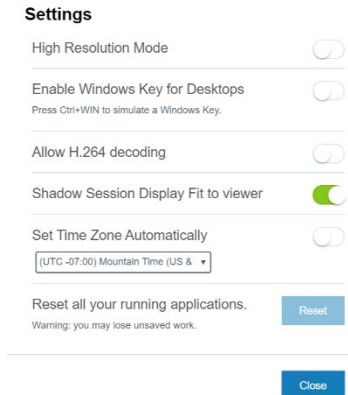 Settings
High Resolution Mode
Enable Windows Key for Desktops
Press Ctrl+WIN to simulate a Windows Key.
Allow H.264 decoding
Shadow Session Display Fit to viewer
Set Time Zone Automatically
(UTC -07:00) Mountain Time (US &
Reset all your running applications.
Reset
Warning: you may lose unsaved work.
Close